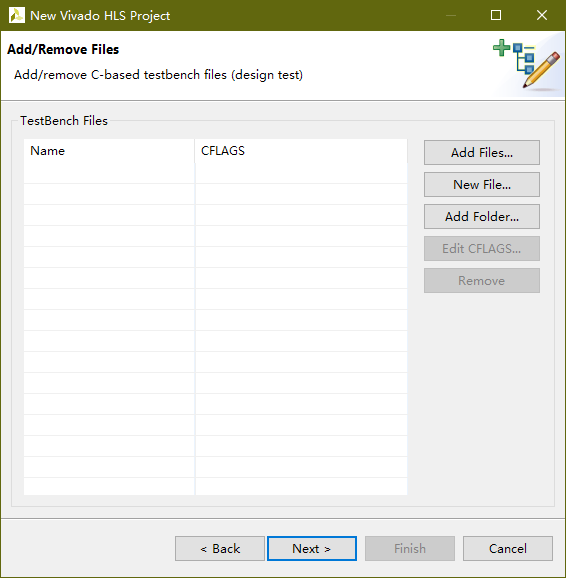 New Vivado HLS Project
Add/Remove Files
Add/remove C-based testbench files (design test)
TestBench Files
Name CFLAGS
Add Files...
New File...
Add Folder...
Edit CFLAGS...
Remove
< Back Next > Finish Cancel